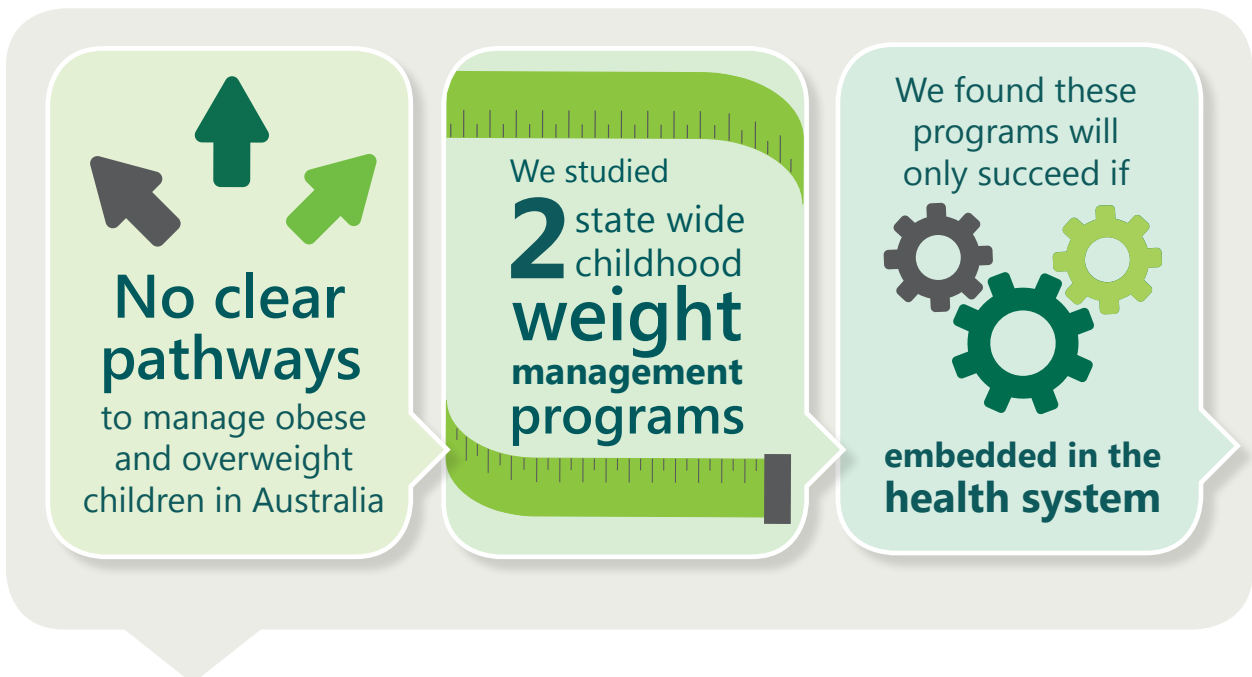 No clear
pathways
to manage obese
and overweight
children in Australia
We studied
2 state wide
childhood
weight
management
programs
We found these
programs will
only succeed if
embedded in the
health system